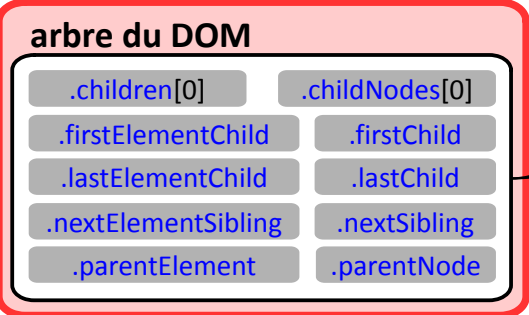 arbre du DOM
.children[0] .childNodes[0]
.firstElementChild .firstChild
.lastElementChild .lastChild
.nextElementSibling .nextSibling
.parentElement .parentNode